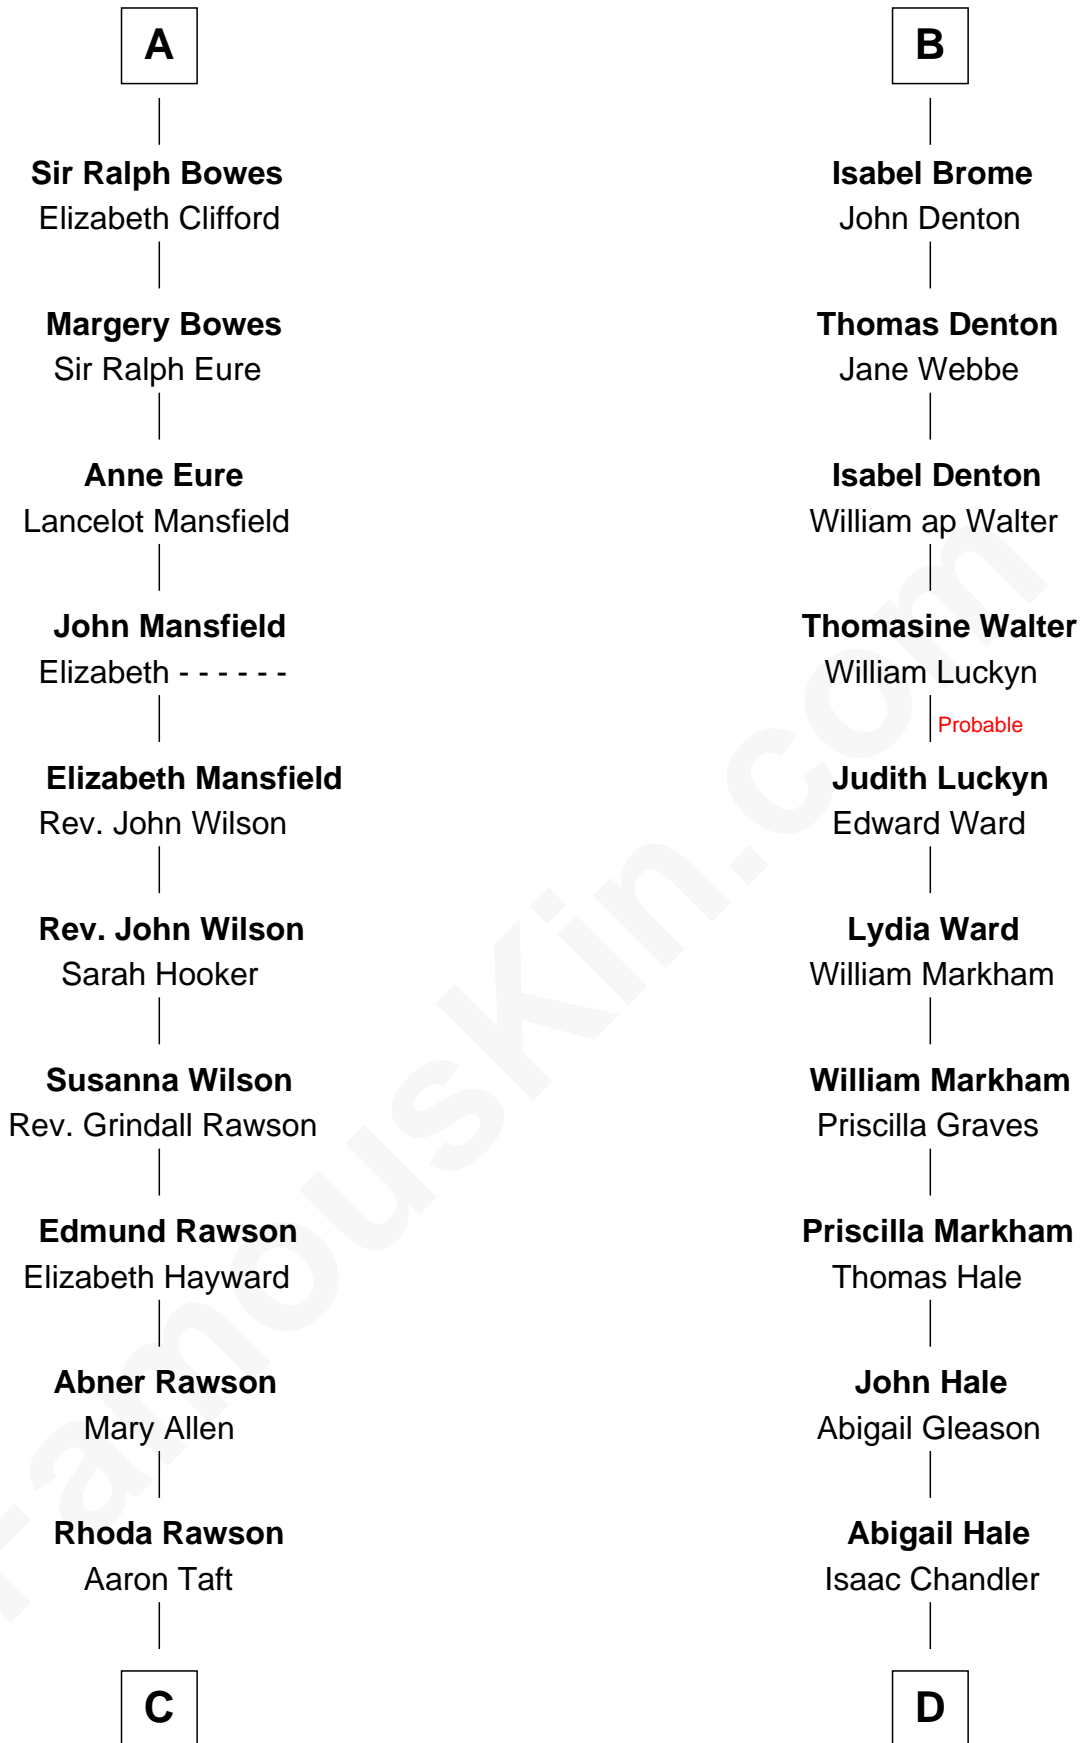 A
Sir Ralph Bowes
Elizabeth Clifford
Margery Bowes
Sir Ralph Eure
Anne Eure
Lancelot Mansfield
John Mansfield
Elizabeth - - - - - -
Elizabeth Mansfield
Rev. John Wilson
Rev. John Wilson
Sarah Hooker
Susanna Wilson
Rev. Grindall Rawson
Edmund Rawson
Elizabeth Hayward
Abner Rawson
Mary Allen
Rhoda Rawson
Aaron Taft
C
B
Isabel Brome
John Denton
Thomas Denton
Jane Webbe
Isabel Denton
William ap Walter
Thomasine Walter
William Luckyn
Probable
Judith Luckyn
Edward Ward
Lydia Ward
William Markham
William Markham
Priscilla Graves
Priscilla Markham
Thomas Hale
John Hale
Abigail Gleason
Abigail Hale
Isaac Chandler
D
FamousKin.com